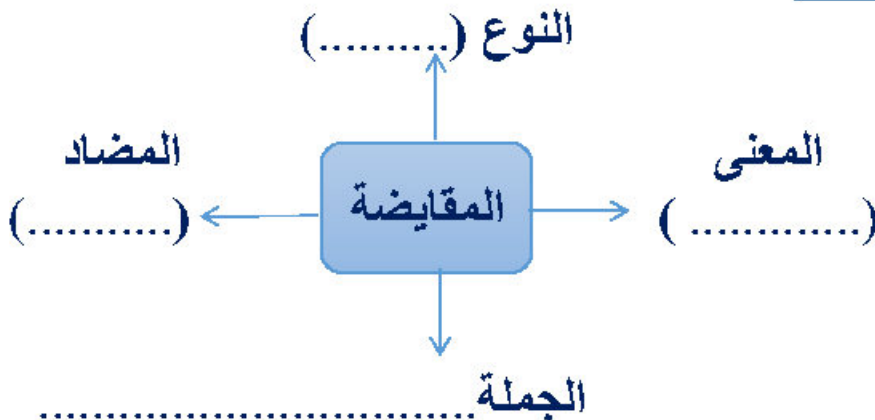 النوع (..........)
المعنى
(.............)
المقايضة
المضاد
(...........)
الجملة..................................